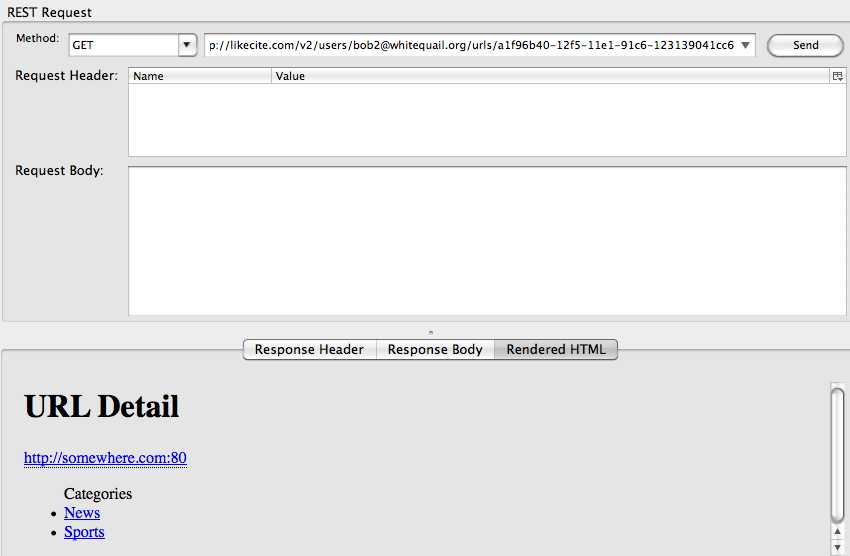 REST Request
Method: GET p://likecite.com/v2/users/bob2@whitequail.org/urls/a1f96b40-12f5-11e1-91c6-123139041cc6 Send
Request Header: Name Value
Request Body:
Response Header Response Body Rendered HTML
URL Detail
http://somewhere.com:80
Categories
• News
• Sports